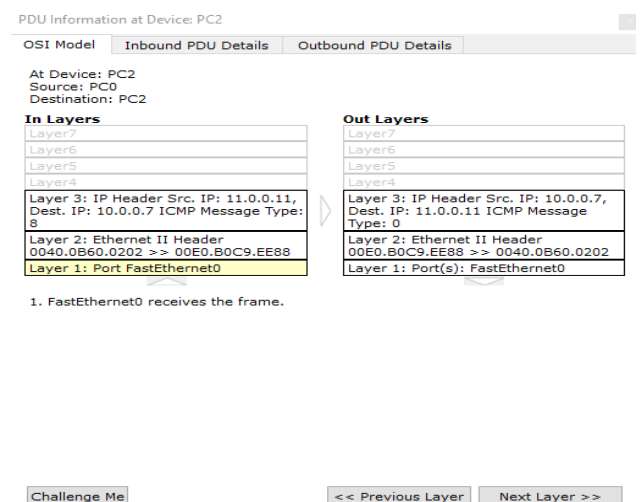 PDU Information at Device: PC2
OSI Model Inbound PDU Details Outbound PDU Details
At Device: PC2
Source: PC0
Destination: PC2
In Layers
Layer7
Layer6
Layer5
Layer4
Layer 3: IP Header Src. IP: 11.0.0.11,
Dest. IP: 10.0.0.7 ICMP Message Type:
8
Layer 2: Ethernet II Header
0040.0B60.0202 >> 00E0.B0C9.EE88
Layer 1: Port FastEthernet0
Out Layers
Layer7
Layer6
Layer5
Layer4
Layer 3: IP Header Src. IP: 10.0.0.7,
Dest. IP: 11.0.0.11 ICMP Message
Type: 0
Layer 2: Ethernet II Header
00E0.B0C9.EE88 >> 0040.0B60.0202
Layer 1: Port(s): FastEthernet0
1. FastEthernet0 receives the frame.
Challenge Me << Previous Layer Next Layer >>